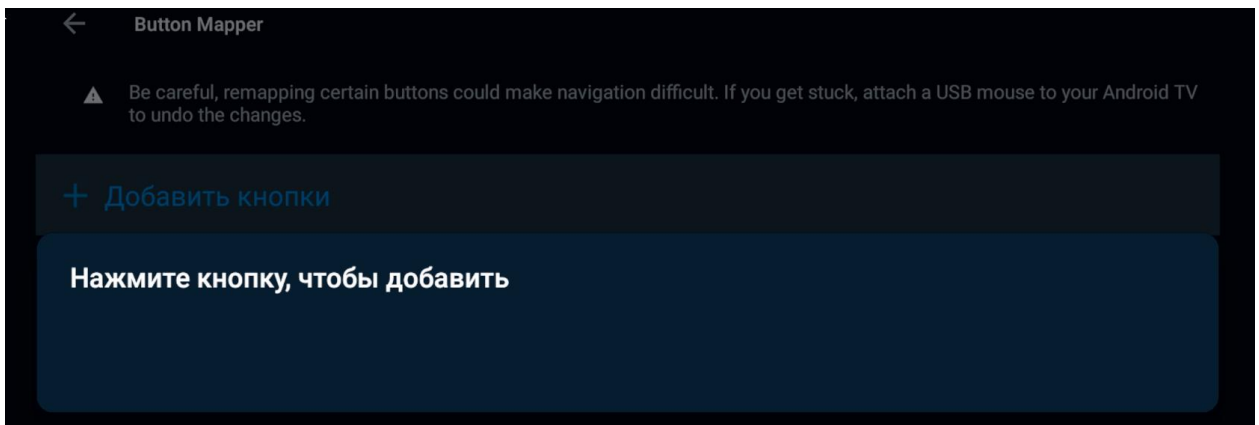 Button Mapper
Be careful, remapping certain buttons could make navigation difficult. If you get stuck, attach a USB mouse to your Android TV
to undo the changes.
+ Добавить кнопки
Нажмите кнопку, чтобы добавить